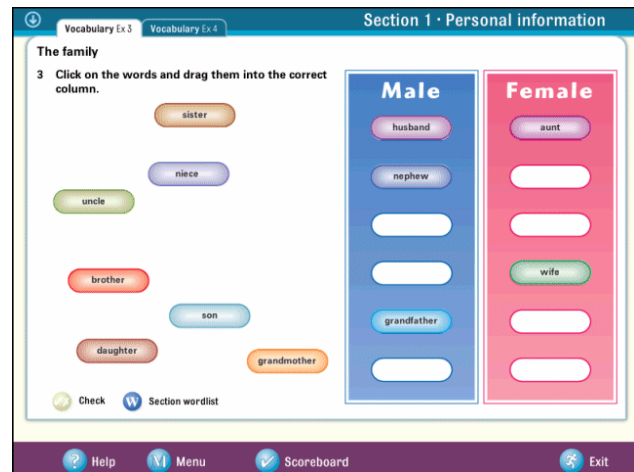 Vocabulary Ex 3
Vocabulary Ex 4
Section 1 · Personal information
The family
3 Click on the words and drag them into the correct
column.
sister
niece
uncle
brother
son
daughter
grandmother
Male
husband
nephew
grandfather
Female
aunt
wife
Check
W Section wordlist
? Help
Menu
Scoreboard
Exit